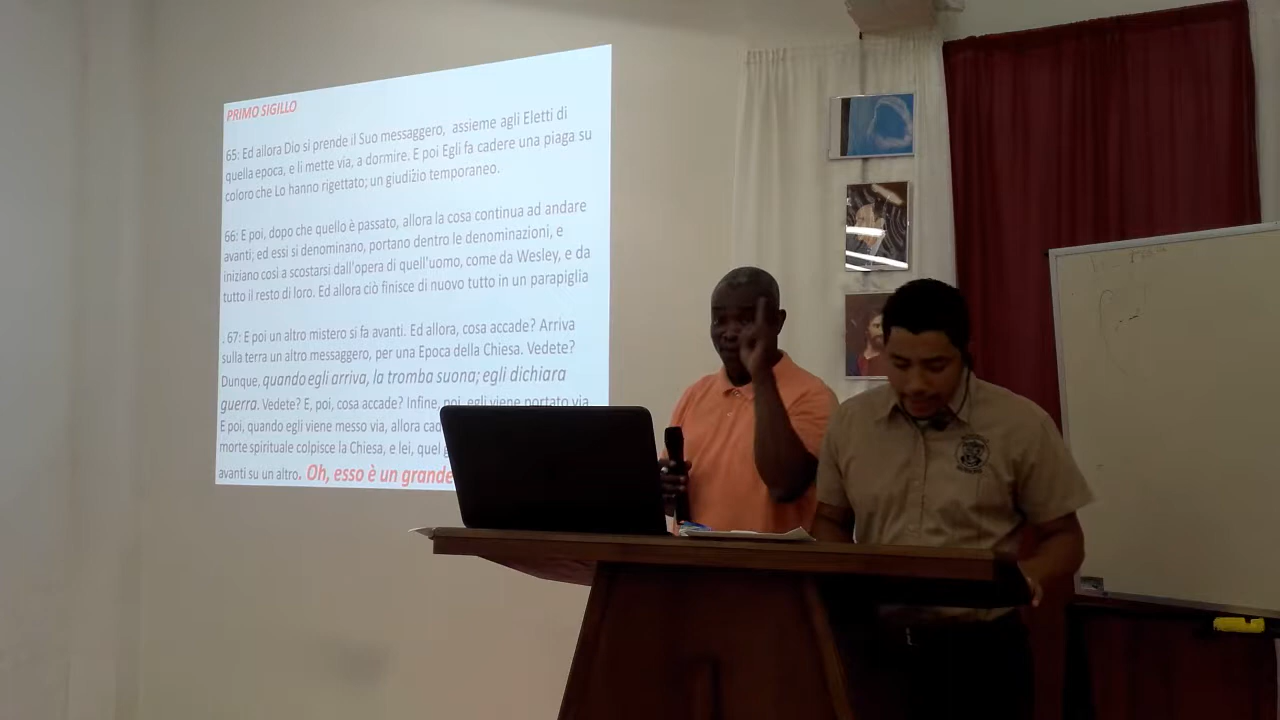 PRIMO SIGILLO
65: Ed allora Dio si prende il Suo messaggero, assieme agli Eletti di
quella epoca, e li mette via, a dormire. E poi Egli fa cadere una piaga su
coloro che Lo hanno rigettato; un giudizio temporaneo.
66: E poi, dopo che quello è passato, allora la cosa continua ad andare
avanti; ed essi si denominano, portano dentro le denominazioni, e
iniziano così a scostarsi dall'opera di quell'uomo, come da Wesley, e da
tutto il resto di loro. Ed allora ciò finisce di nuovo tutto in un parapiglia
. 67: E poi un altro mistero si fa avanti. Ed allora, cosa accade? Arriva
sulla terra un altro messaggero, per una Epoca della Chiesa. Vedete?
Dunque, quando egli arriva, la tromba suona; egli dichiara
guerra. Vedete? E, poi, cosa accade? Infine, poi, egli viene portato via
E poi, quando egli viene messo via, allora cad
morte spirituale colpisce la Chiesa, e lei, quel
avanti su un altro. Oh, esso è un grande